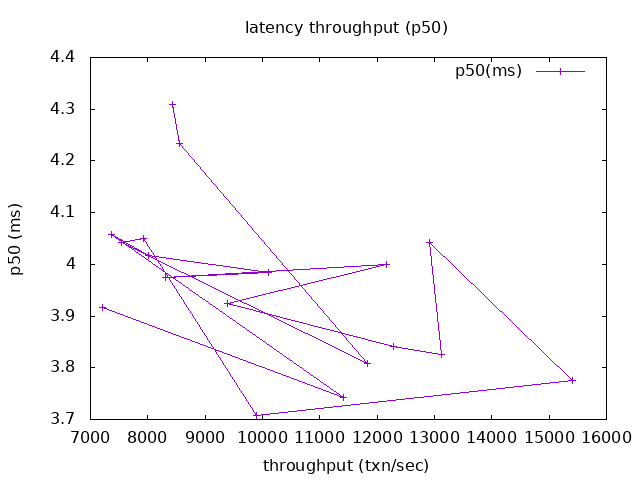 latency throughput (p50)
p50(ms)
4.4
4.3
4.2
4.1
4
3.9
3.8
3.7
p50 (ms)
7000 8000 9000 10000 11000 12000 13000 14000 15000 16000
throughput (txn/sec)